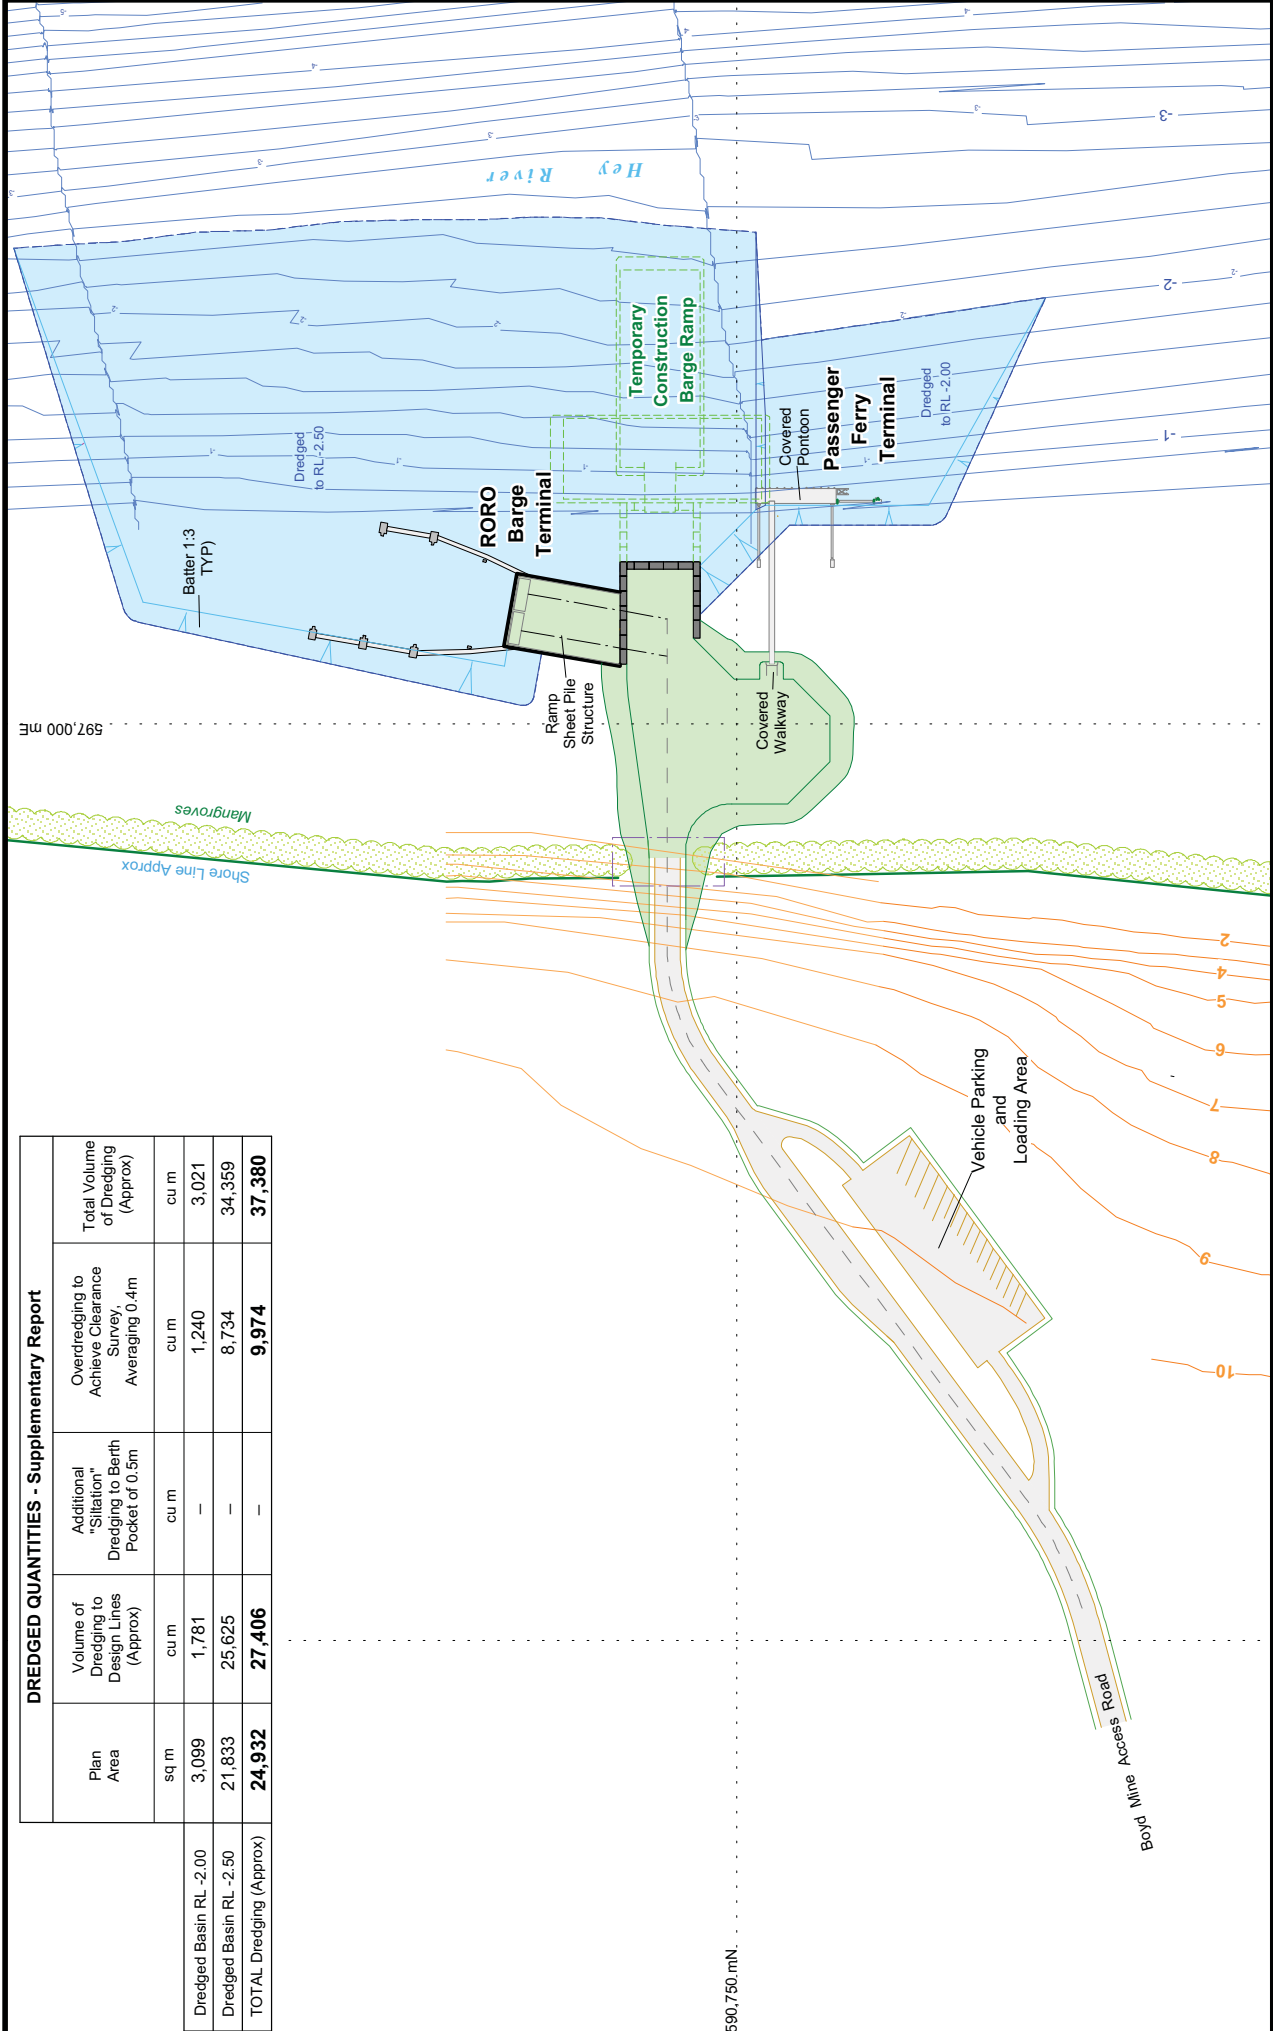 DREDGED QUANTITIES - Supplementary Report
Plan
Area
Volume of
Dredging to
Design Lines
(Approx)
Additional
"Siltation"
Dredging to Berth
Pocket of 0.5m
Overdredging to
Achieve Clearance
Survey,
Averaging 0.4m
Total Volume
of Dredging
(Approx)
sq m cu m cu m cu m cu m
Dredged Basin RL -2.00 3,099 1,781 – 1,240 3,021
Dredged Basin RL -2.50 21,833 25,625 – 8,734 34,359
TOTAL Dredging (Approx) 24,932 27,406 – 9,974 37,380
597,000 mE
590,750.mN
Mangroves
Shore Line Approx
Hey River
Batter 1:3
TYP)
Dredged
to RL -2.50
RORO
Barge
Terminal
Ramp
Sheet Pile
Structure
Temporary
Construction
Barge Ramp
Covered
Pontoon
Passenger
Ferry
Terminal
Dredged
to RL -2.00
Covered
Walkway
Vehicle Parking
and
Loading Area
Boyd Mine Access Road
-3
-2
-1
2
4
5
6
7
8
9
10